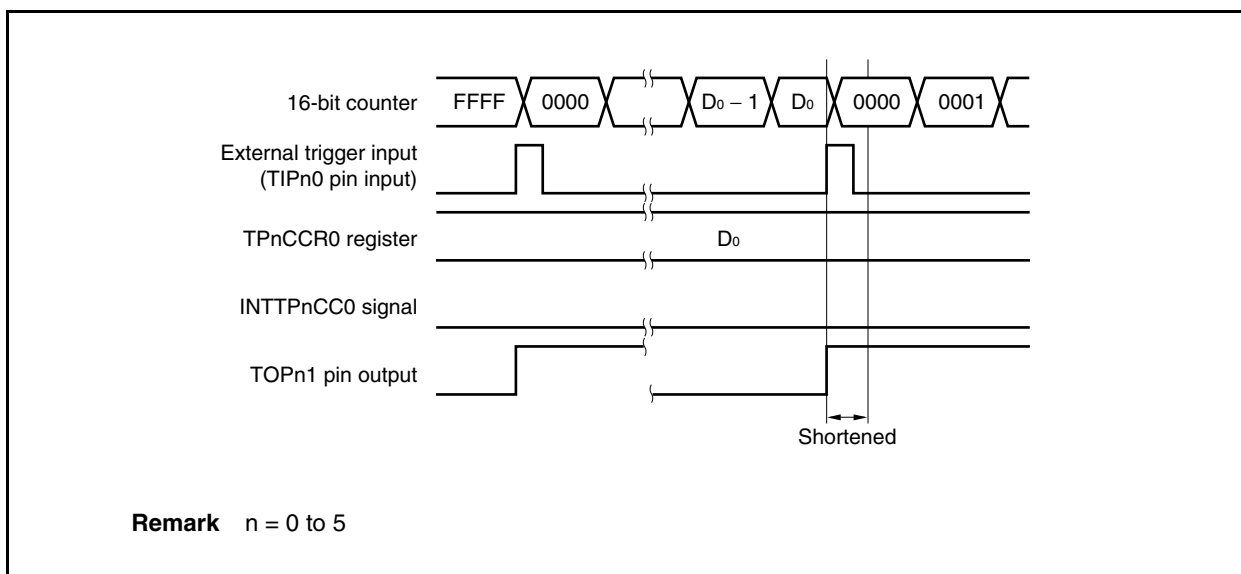 16-bit counter
FFFF 0000 D0 − 1 D0 0000 0001
External trigger input
(TIPn0 pin input)
TPnCCR0 register
D0
INTTPnCC0 signal
TOPn1 pin output
Shortened
Remark n = 0 to 5